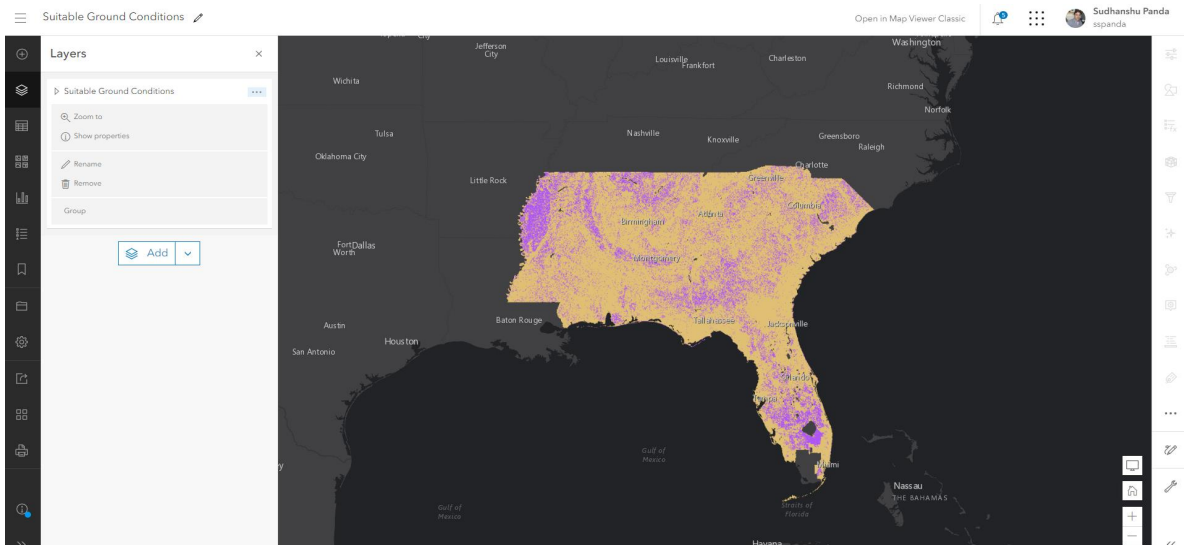 Suitable Ground Conditions
Open in Map Viewer Classic
Sudhanshu Panda
sspanda
Layers
Suitable Ground Conditions
Zoom to
Show properties
Rename
Remove
Group
Add
Jefferson
City
Louisville
Frankfort
Charleston
Washington
Wichita
Richmond
Norfolk
Tulsa
Nashville
Knoxville
Greensboro
Raleigh
Oklahoma City
Charlotte
Little Rock
Greenville
Columbia
Birmingham
Atlanta
Fort
Worth
Dallas
Montgomery
Austin
Baton Rouge
Tallahassee
Jacksonville
Houston
San Antonio
Orlando
Tampa
Gulf of
Mexico
Miami
Nassau
THE BAHAMAS
Gulf of
Mexico
Straits of
Florida
Havana